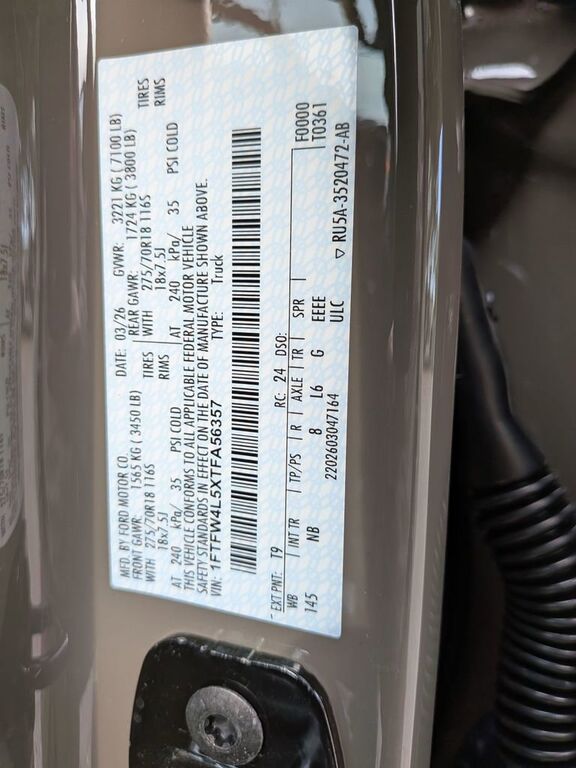 MFD. BY FORD MOTOR CO. DATE: 03/26 GVWR: 3221 KG ( 7100 LB)
FRONT GAWR: 1565 KG ( 3450 LB) REAR GAWR: 1724 KG ( 3800 LB)
WITH 275/70R18 116S TIRES WITH 275/70R18 116S TIRES
18x7.5J RIMS 18x7.5J RIMS
AT 240 kPa/ 35 PSI COLD AT 240 kPa/ 35 PSI COLD
THIS VEHICLE CONFORMS TO ALL APPLICABLE FEDERAL MOTOR VEHICLE
SAFETY STANDARDS IN EFFECT ON THE DATE OF MANUFACTURE SHOWN ABOVE.
VIN: 1FTFW4L5XTFA56357 TYPE: Truck
EXT PNT: T9 RC: 24 DSO: F0000
WB INT TR TP/PS R AXLE TR SPR T0361
145 NB 8 L6 G EEEE
2202603047164 ULC
▽ RU5A-3520472-AB